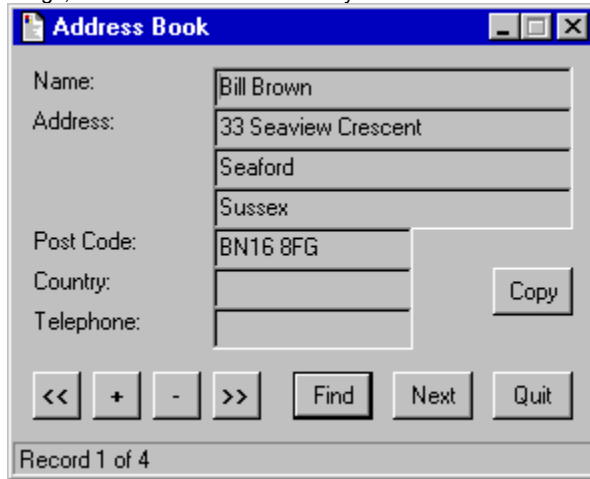 Address Book
Name: Bill Brown
Address: 33 Seaview Crescent
Seaford
Sussex
Post Code: BN16 8FG
Country:
Copy
Telephone:
<< + - >> Find Next Quit
Record 1 of 4